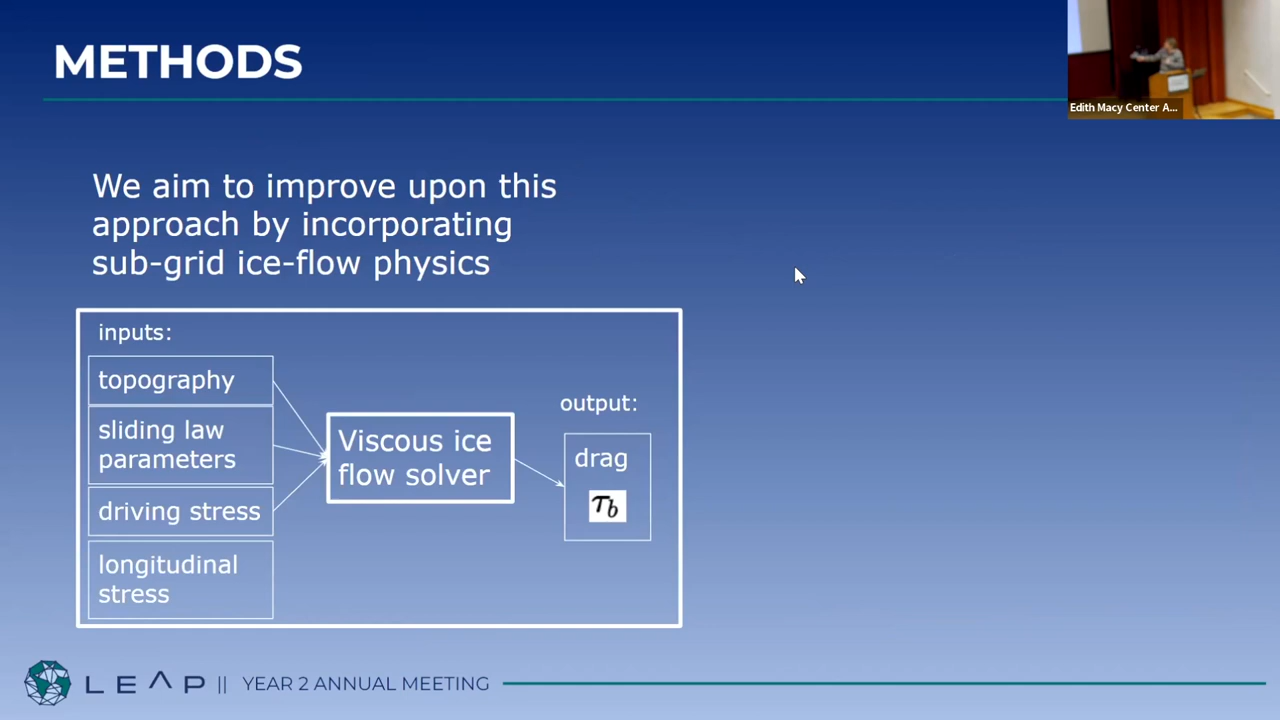 METHODS
Edith Macy Center A...
We aim to improve upon this
approach by incorporating
sub-grid ice-flow physics
inputs:
topography
sliding law
parameters
driving stress
longitudinal
stress
Viscous ice
flow solver
output:
drag
τb
LEAP || YEAR 2 ANNUAL MEETING